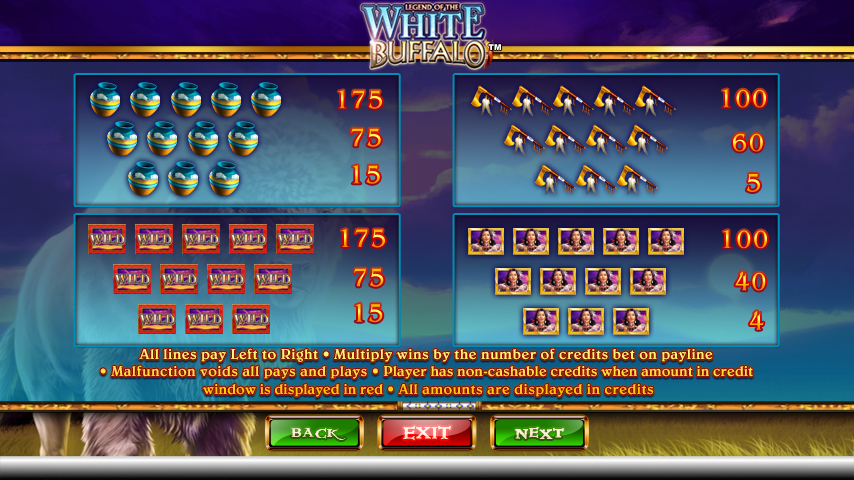 LEGEND OF THE
WHITE
BUFFALO™
175
75
15
100
60
5
WILD WILD WILD WILD WILD
175
WILD WILD WILD WILD
75
WILD WILD WILD
15
100
40
4
All lines pay Left to Right • Multiply wins by the number of credits bet on payline
• Malfunction voids all pays and plays • Player has non-cashable credits when amount in credit
window is displayed in red • All amounts are displayed in credits
BACK
EXIT
NEXT